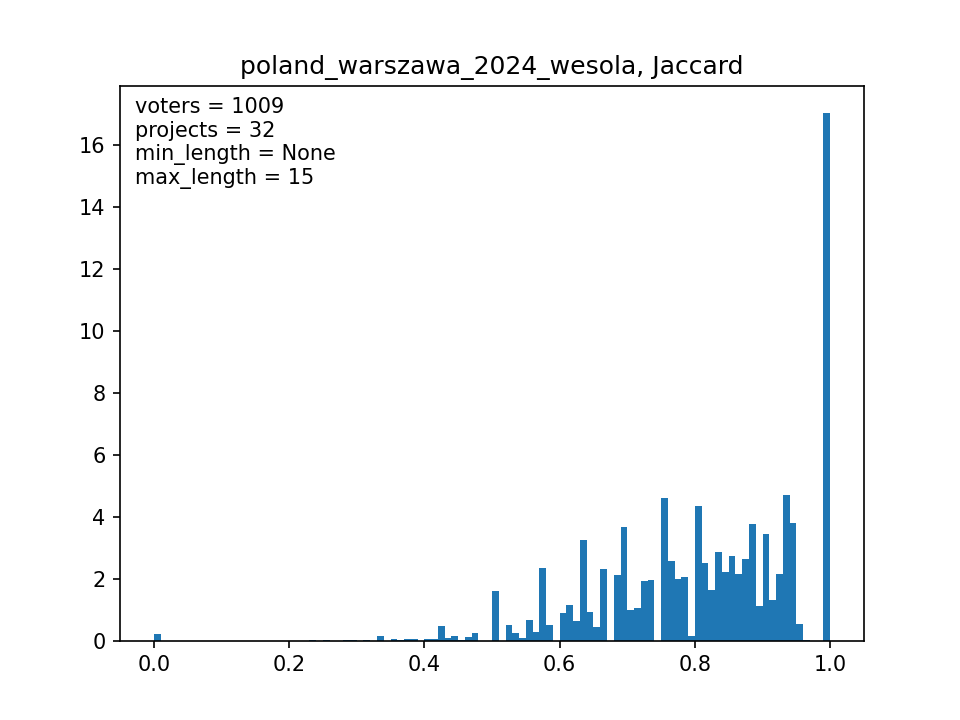 poland_warszawa_2024_wesola, Jaccard
voters = 1009
projects = 32
min_length = None
max_length = 15
16
14
12
10
8
6
4
2
0
0.0 0.2 0.4 0.6 0.8 1.0